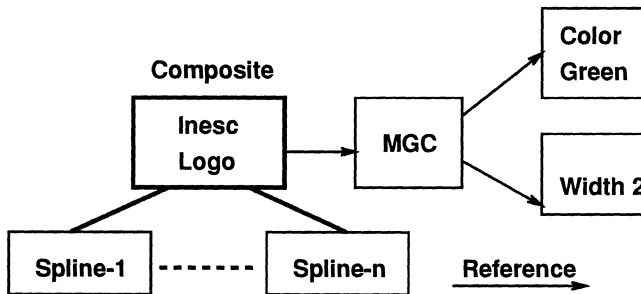 Composite
Inesc
Logo
MGC
Color
Green
Width 2
Spline-1
Spline-n
Reference